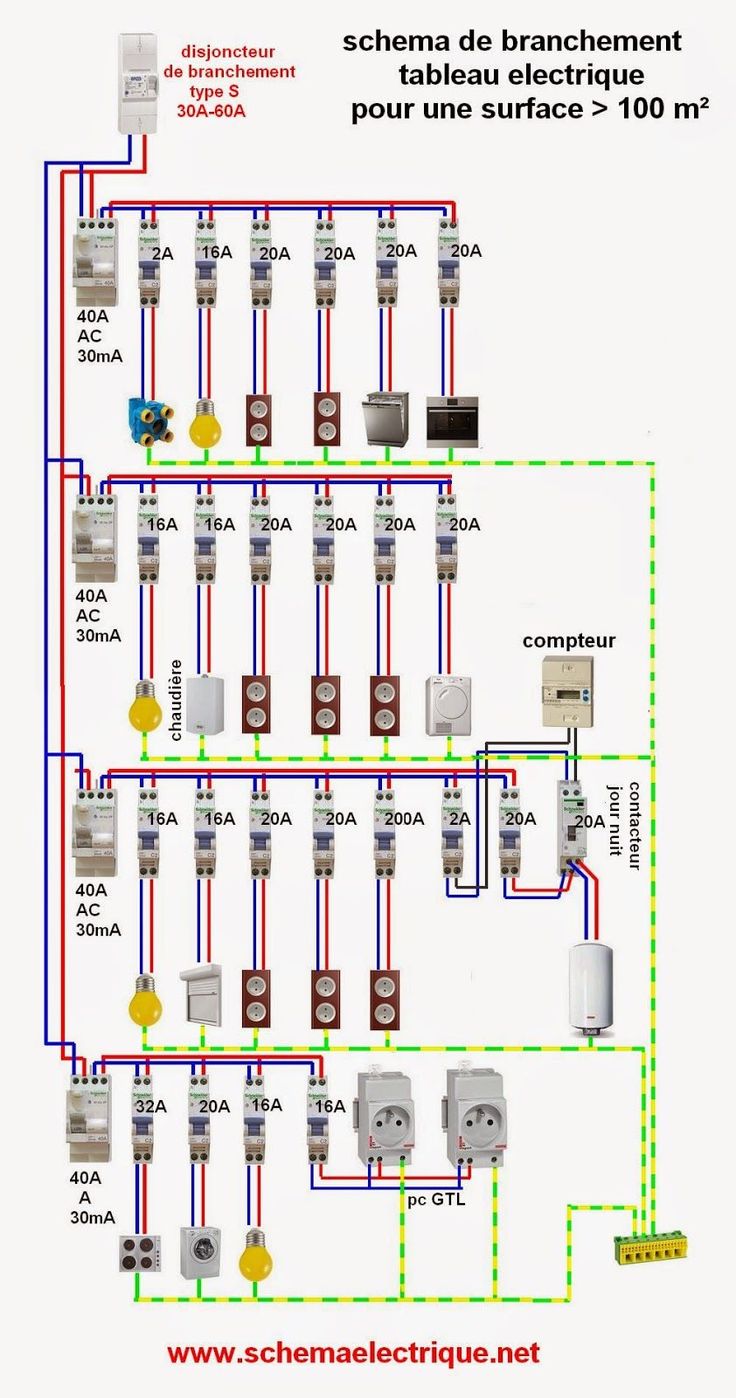 schema de branchement
tableau electrique
pour une surface > 100 m²
disjoncteur
de branchement
type S
30A-60A
2A 16A 20A 20A 20A 20A
40A
AC
30mA
16A 16A 20A 20A 20A 20A
40A
AC
30mA
chaudière
compteur
16A 16A 20A 20A 200A 2A 20A 20A
contacteur
jour nuit
40A
AC
30mA
32A 20A 16A 16A
40A
A
30mA
pc GTL
www.schemaelectrique.net